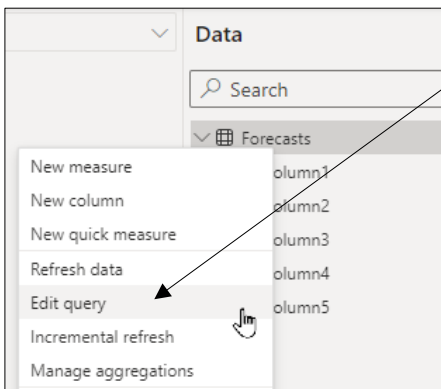 Data
Search
Forecasts
New measure
olumn1
New column
olumn2
New quick measure
olumn3
Refresh data
olumn4
Edit query
olumn5
Incremental refresh
Manage aggregations